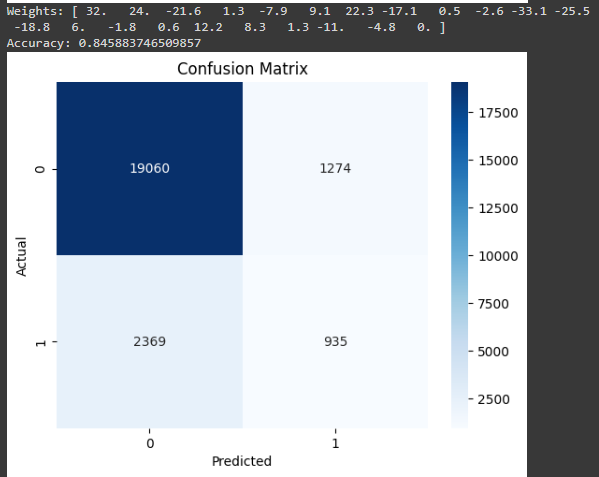 Weights: [ 32. 24. -21.6 1.3 -7.9 9.1 22.3 -17.1 0.5 -2.6 -33.1 -25.5
-18.8 6. -1.8 0.6 12.2 8.3 1.3 -11. -4.8 0. ]
Accuracy: 0.845883746509857
Confusion Matrix
17500
0
19060
1274
15000
12500
Actual
10000
7500
1
2369
935
5000
2500
0
1
Predicted